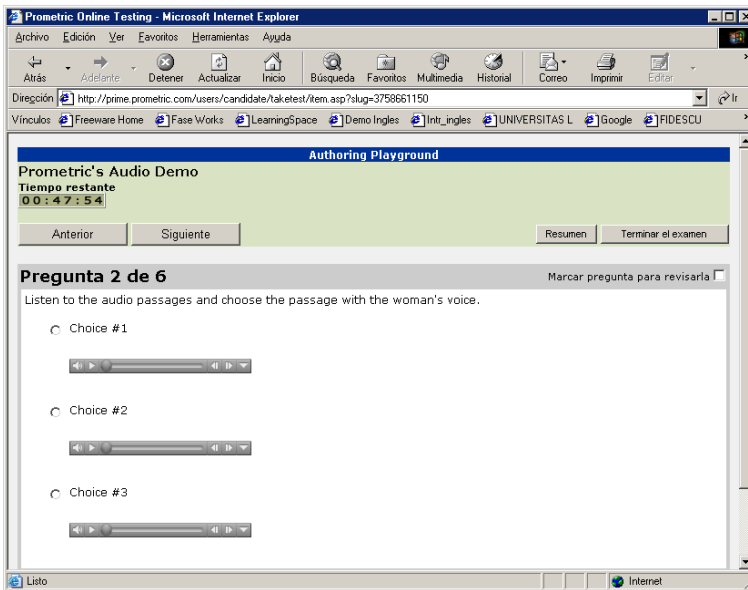 Prometric Online Testing - Microsoft Internet Explorer
Archivo Edición Ver Favoritos Herramientas Ayuda
Atrás Adelante Detener Actualizar Inicio Búsqueda Favoritos Multimedia Historial Correo Imprimir Editar
Dirección http://prime.prometric.com/users/candidate/taketest/item.asp?slug=3758661150 Ir
Vínculos Freeware Home Fase Works LearningSpace Demo Ingles Intr_ingles UNIVERSITAS L Google FIDESCU
Authoring Playground
Prometric's Audio Demo
Tiempo restante
00:47:54
Anterior Siguiente Resumen Terminar el examen
Pregunta 2 de 6 Marcar pregunta para revisarla
Listen to the audio passages and choose the passage with the woman's voice.
Choice #1
Choice #2
Choice #3
Listo Internet